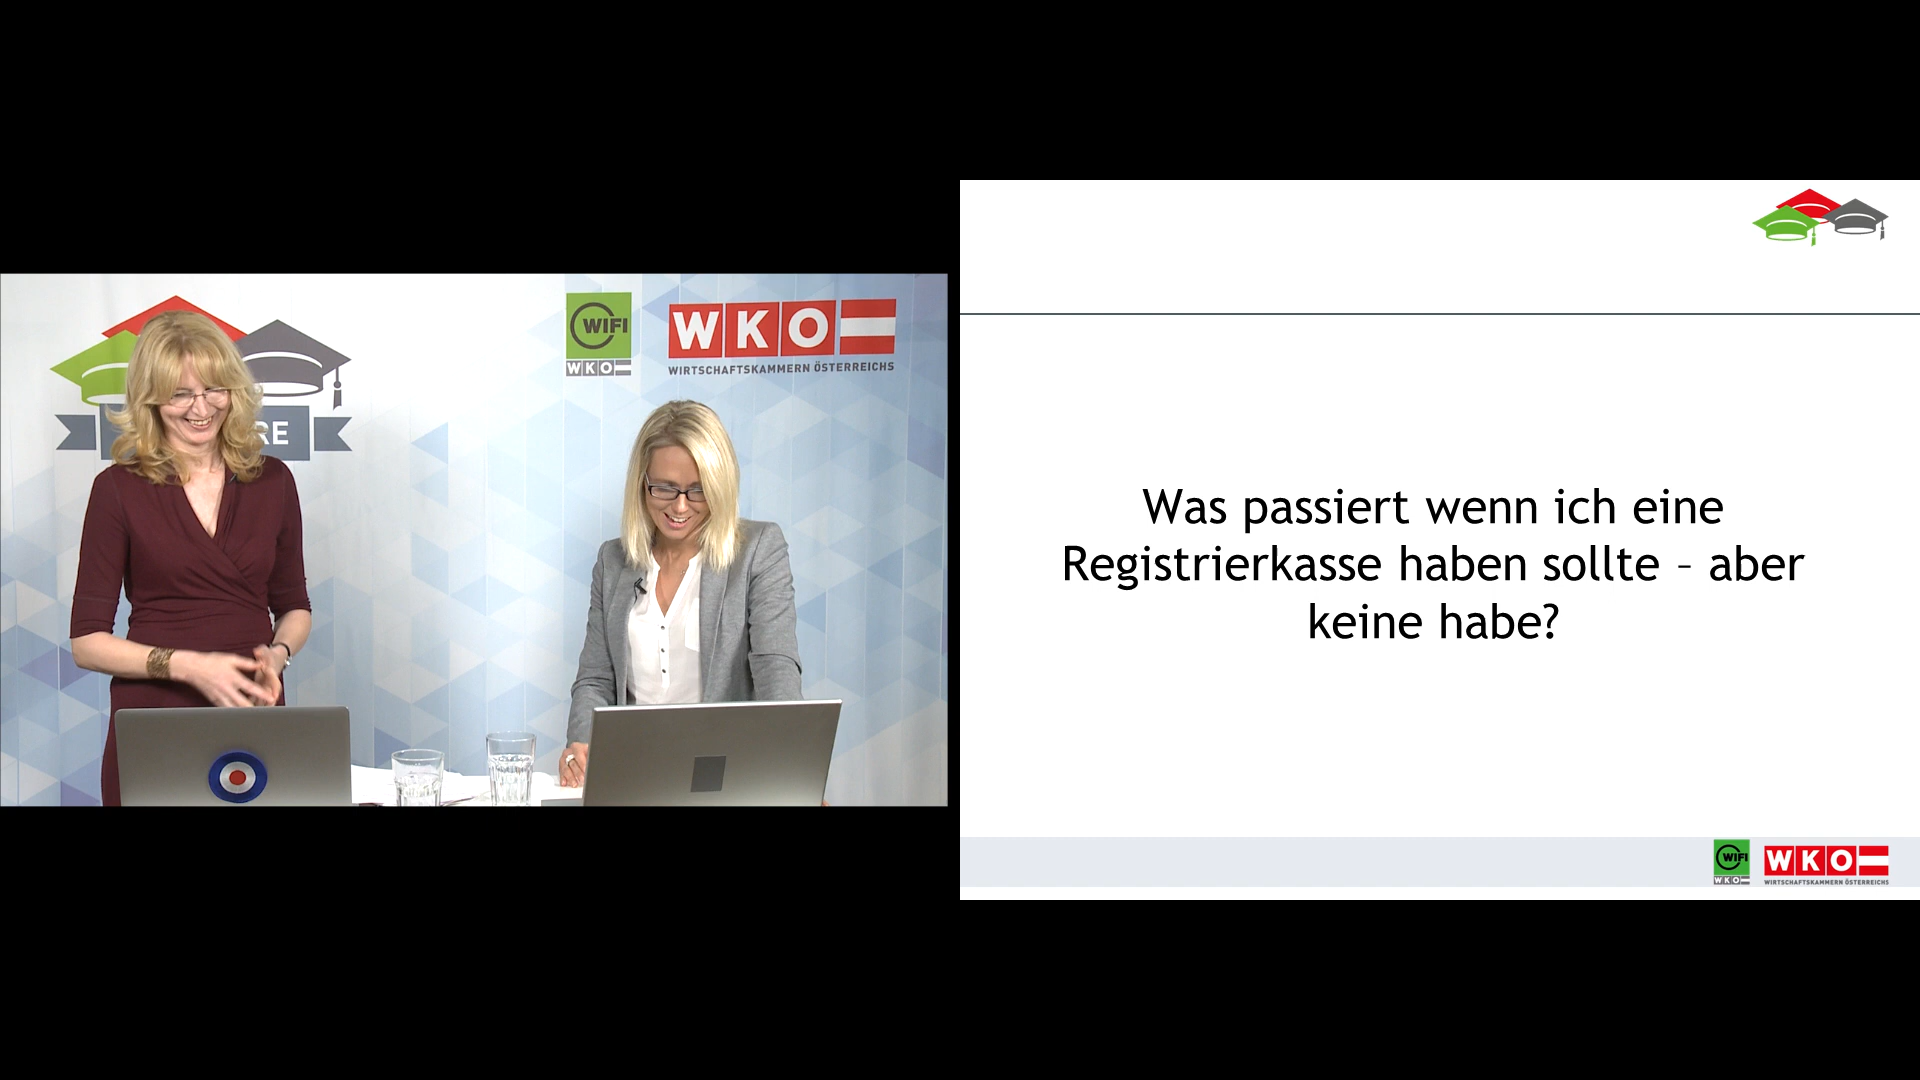 WIFI
WKO
WKO
WIRTSCHAFTSKAMMERN ÖSTERREICHS
RE
Was passiert wenn ich eine
Registrierkasse haben sollte – aber
keine habe?
WIFI
WKO
WKO
WIRTSCHAFTSKAMMERN ÖSTERREICHS